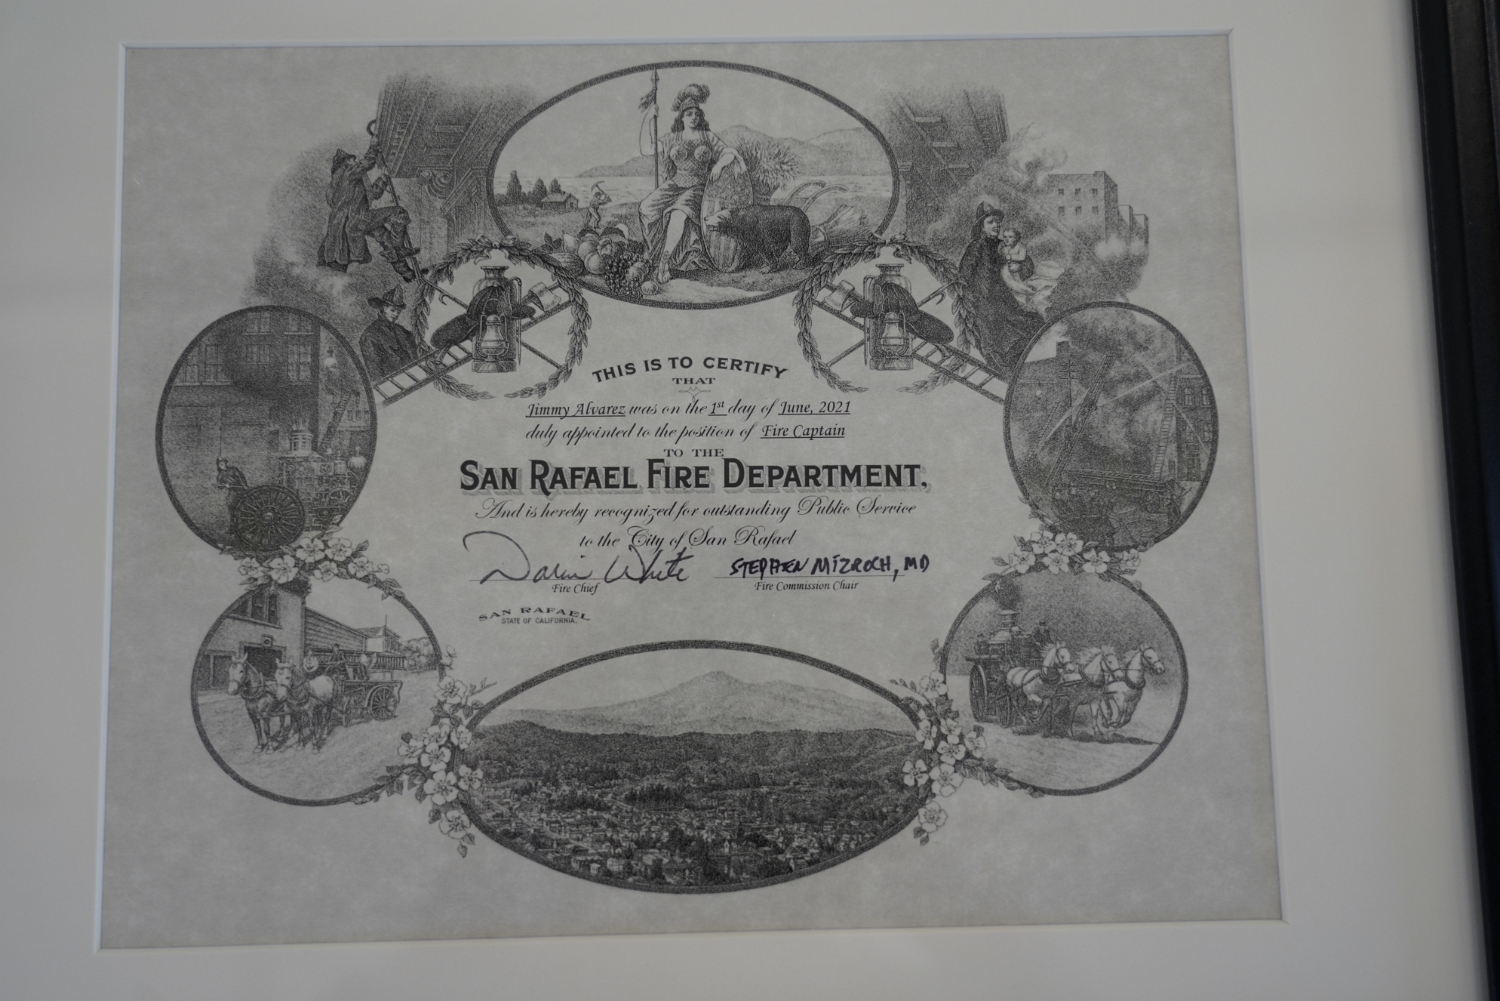 THIS IS TO CERTIFY
THAT
Jimmy Alvarez was on the 1st day of June, 2021
duly appointed to the position of Fire Captain
TO THE
SAN RAFAEL FIRE DEPARTMENT,
And is hereby recognized for outstanding Public Service
to the City of San Rafael
Darin White STEPHEN MIZROCH, MD
Fire Chief Fire Commission Chair
SAN RAFAEL
STATE OF CALIFORNIA.